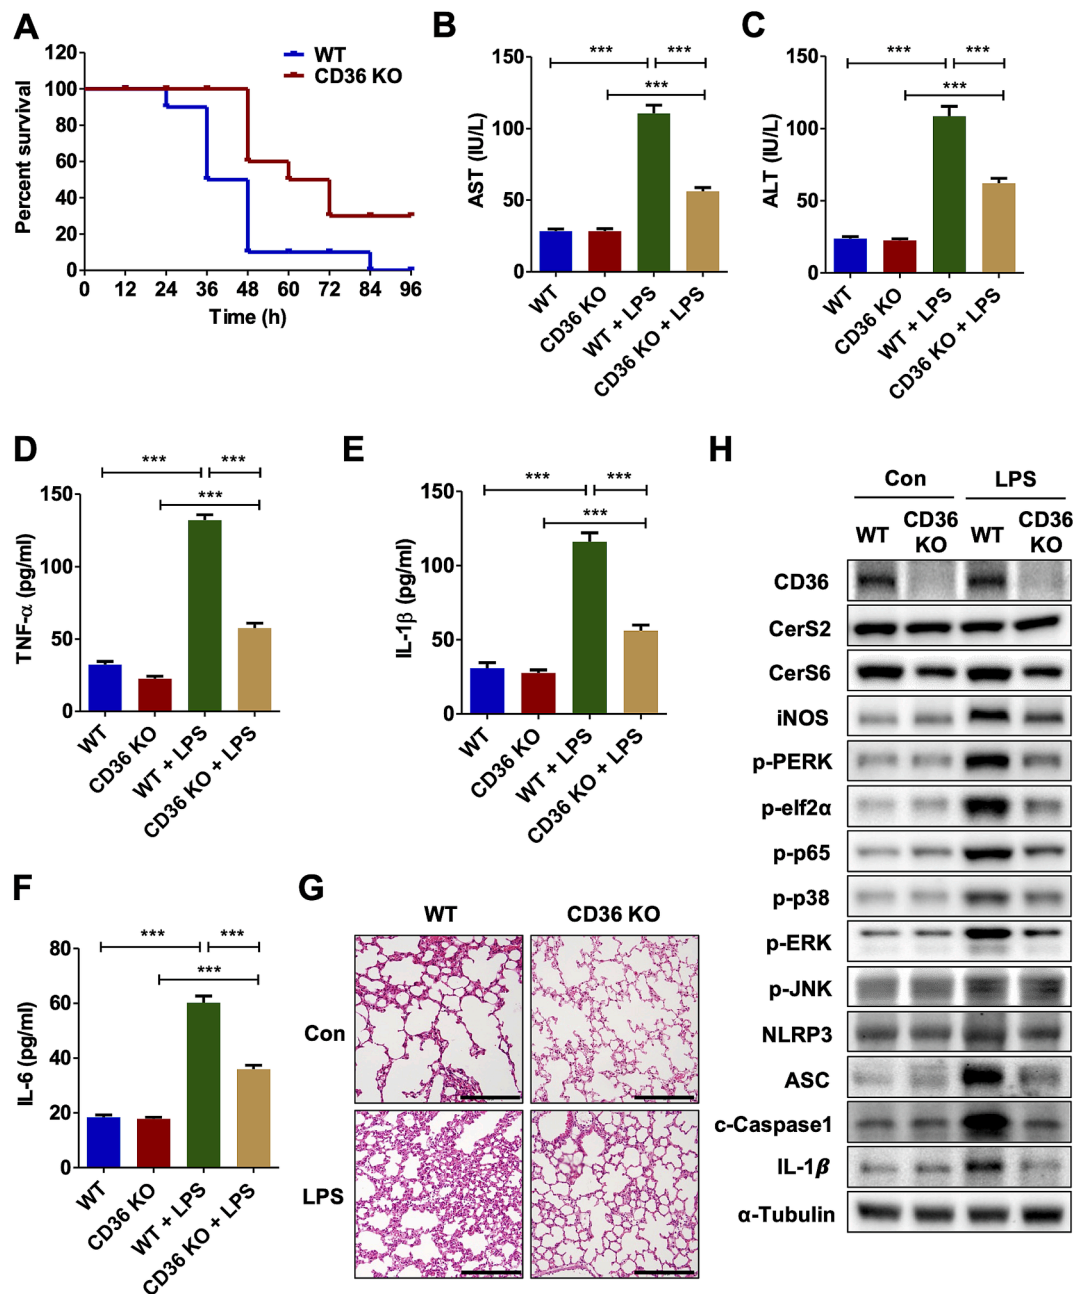 A
120
100
80
60
40
20
0
Percent survival
0 12 24 36 48 60 72 84 96
Time (h)
WT
CD36 KO
B
150
100
50
0
AST (IU/L)
*** ***
***
WT
CD36 KO
WT + LPS
CD36 KO + LPS
C
150
100
50
0
ALT (IU/L)
*** ***
***
WT
CD36 KO
WT + LPS
CD36 KO + LPS
D
150
100
50
0
TNF-α (pg/ml)
*** ***
***
WT
CD36 KO
WT + LPS
CD36 KO + LPS
E
150
100
50
0
IL-1β (pg/ml)
*** ***
***
WT
CD36 KO
WT + LPS
CD36 KO + LPS
F
80
60
40
20
0
IL-6 (pg/ml)
*** ***
***
WT
CD36 KO
WT + LPS
CD36 KO + LPS
G
WT CD36 KO
Con
LPS
H
Con LPS
WT CD36 KO WT CD36 KO
CD36
CerS2
CerS6
iNOS
p-PERK
p-elf2α
p-p65
p-p38
p-ERK
p-JNK
NLRP3
ASC
c-Caspase1
IL-1β
α-Tubulin